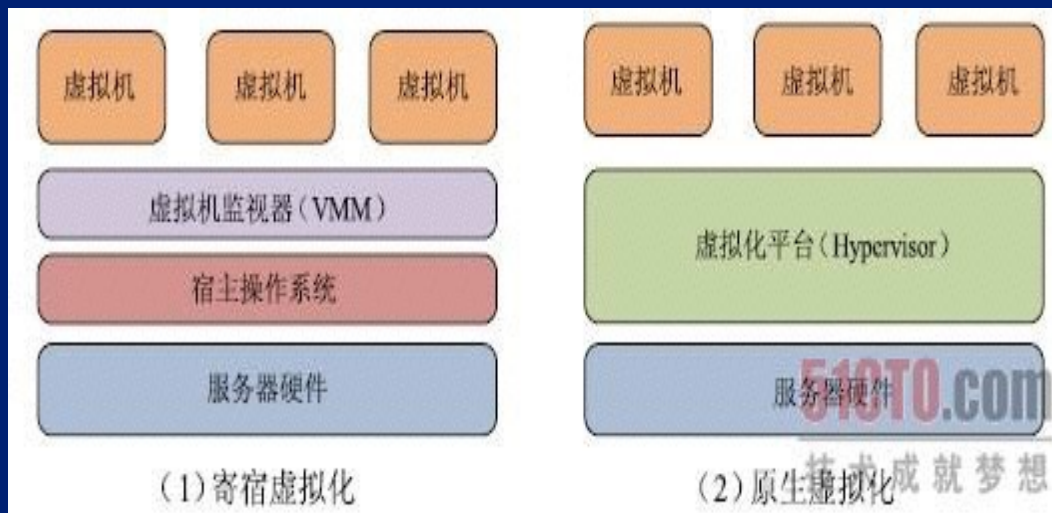 虚拟机
虚拟机
虚拟机
虚拟机监视器（VMM）
宿主操作系统
服务器硬件
（1）寄宿虚拟化
虚拟机
虚拟机
虚拟机
虚拟化平台（Hypervisor）
服务器硬件
（2）原生虚拟化
51CTO.com
技术成就梦想